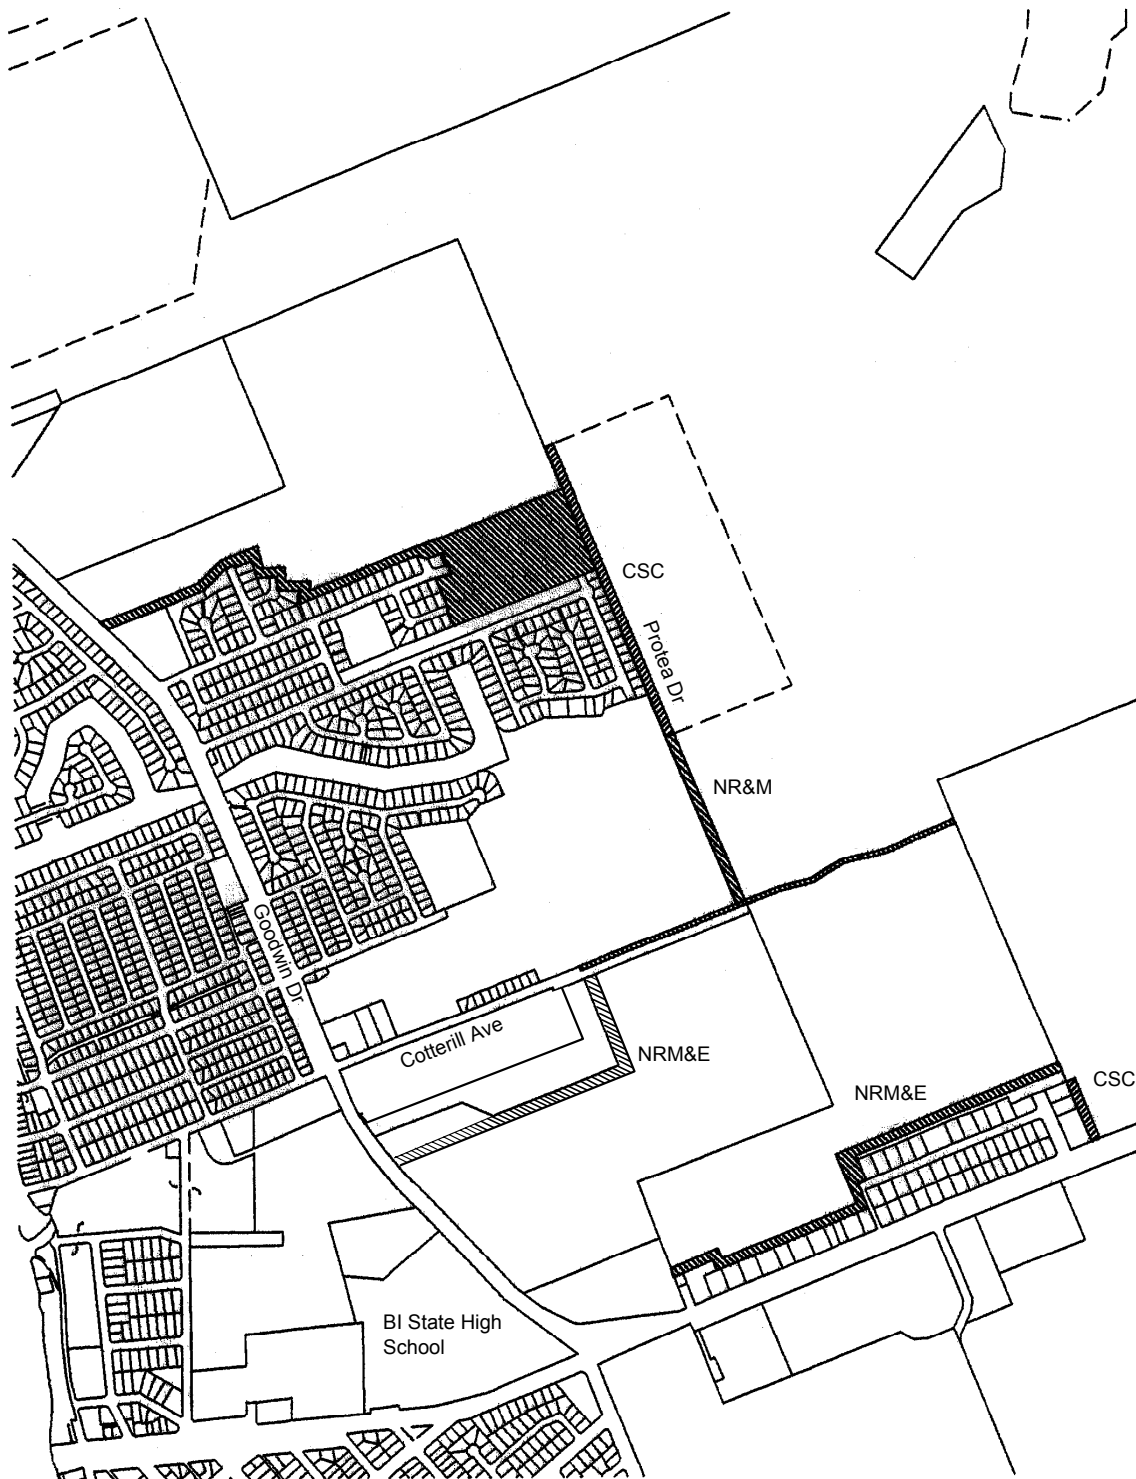 CSC
Protea Dr
NR&M
Goodwin Dr
Cotterill Ave
NRM&E
NRM&E
CSC
BI State High
School